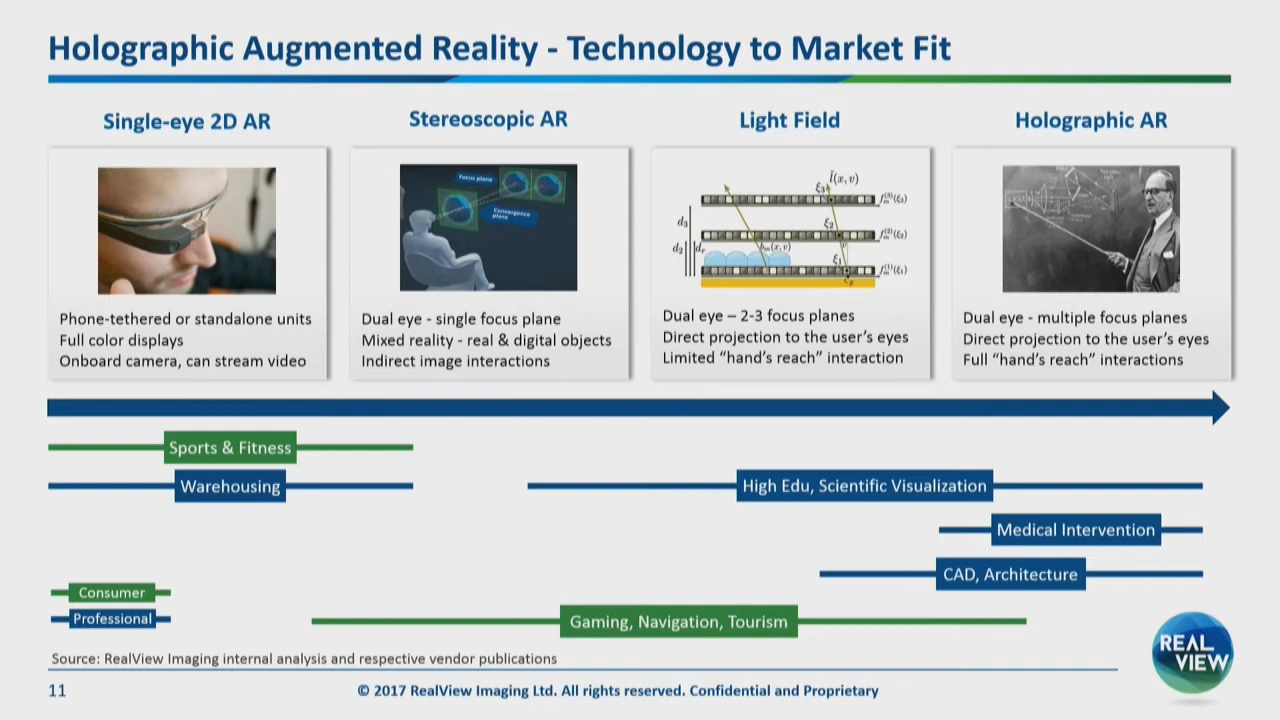 Holographic Augmented Reality - Technology to Market Fit
Single-eye 2D AR
Stereoscopic AR
Light Field
Holographic AR
Focus plane
Convergence
plane
Phone-tethered or standalone units
Full color displays
Onboard camera, can stream video
Dual eye - single focus plane
Mixed reality - real & digital objects
Indirect image interactions
Dual eye – 2-3 focus planes
Direct projection to the user’s eyes
Limited “hand’s reach” interaction
Dual eye - multiple focus planes
Direct projection to the user’s eyes
Full “hand’s reach” interactions
Sports & Fitness
Warehousing
High Edu, Scientific Visualization
Medical Intervention
CAD, Architecture
Consumer
Professional
Gaming, Navigation, Tourism
Source: RealView Imaging internal analysis and respective vendor publications
REAL
VIEW
11
© 2017 RealView Imaging Ltd. All rights reserved. Confidential and Proprietary